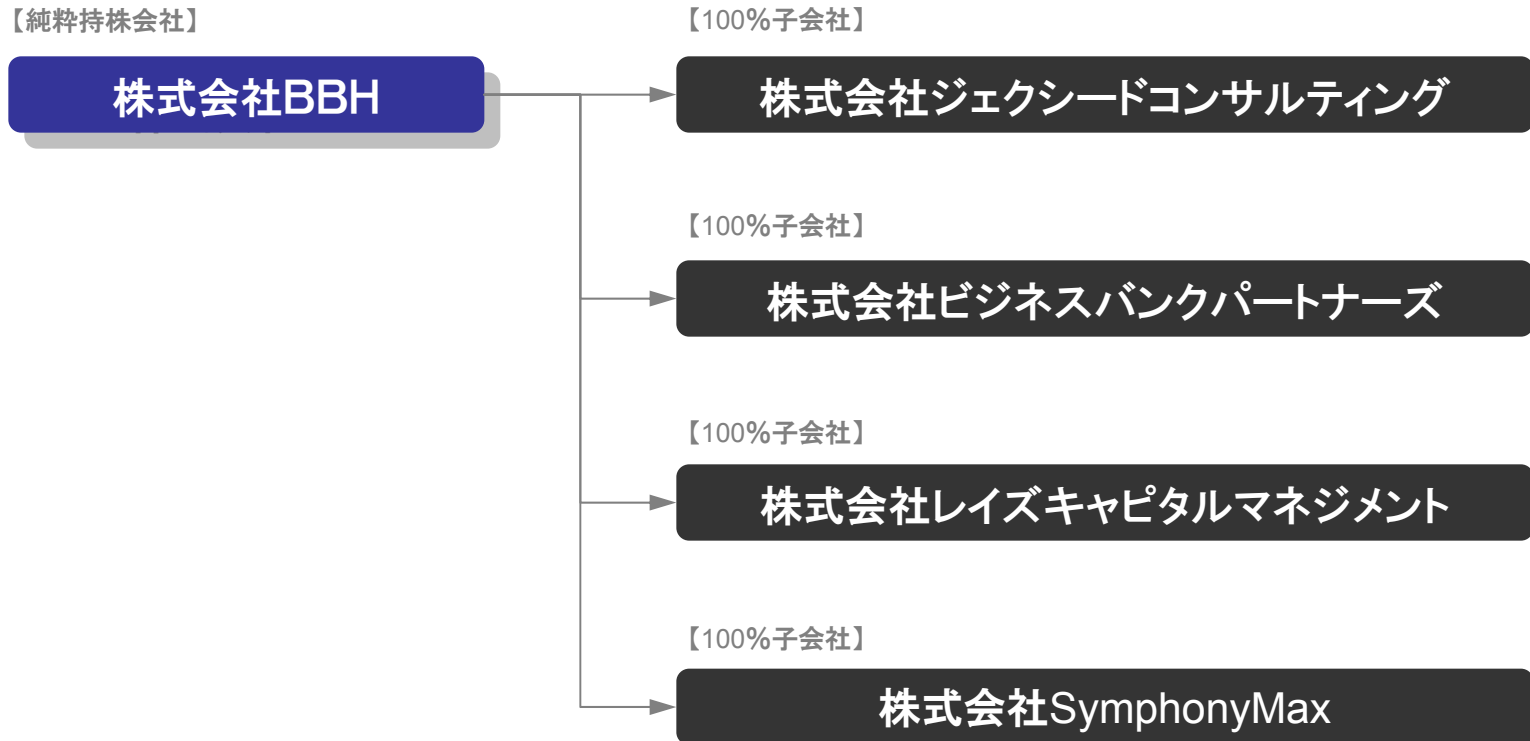 【純粋持株会社】
株式会社BBH
【100%子会社】
株式会社ジェクシードコンサルティング
【100%子会社】
株式会社ビジネスバンクパートナーズ
【100%子会社】
株式会社レイズキャピタルマネジメント
【100%子会社】
株式会社SymphonyMax